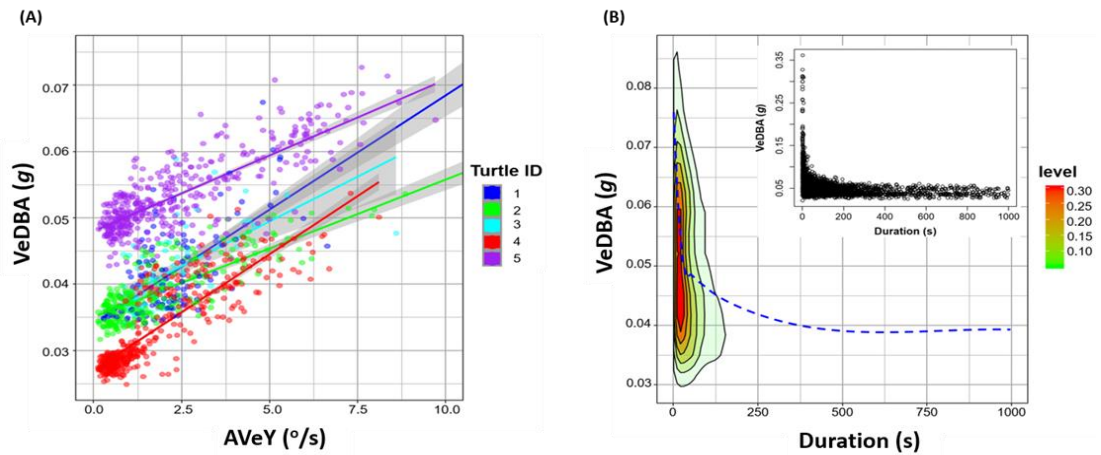 (A)
VeDBA (g)
0.07
0.06
0.05
0.04
0.03
0.0 2.5 5.0 7.5 10.0
AVeY (°/s)
Turtle ID
1
2
3
4
5
(B)
VeDBA (g)
0.08
0.07
0.06
0.05
0.04
0.03
0 250 500 750 1000
Duration (s)
VeDBA (g)
0.35
0.25
0.15
0.05
0 200 400 600 800 1000
Duration (s)
level
0.30
0.25
0.20
0.15
0.10